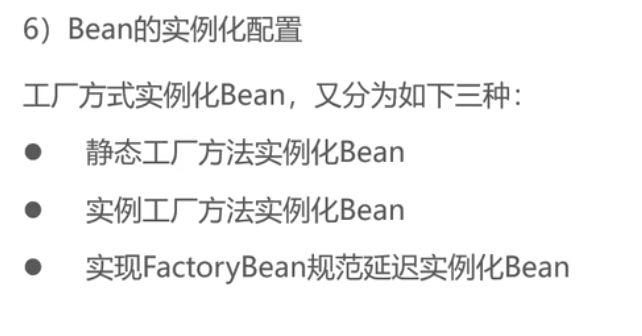 6）Bean的实例化配置
工厂方式实例化Bean，又分为如下三种：
● 静态工厂方法实例化Bean
● 实例工厂方法实例化Bean
● 实现FactoryBean规范延迟实例化Bean